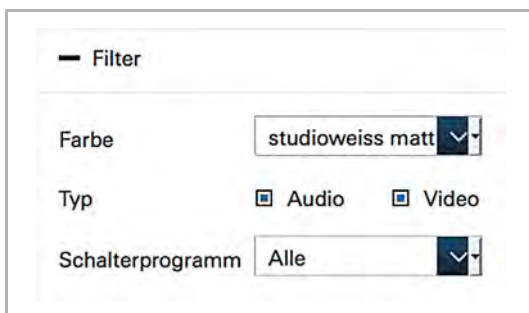 Filter
Farbe studioweiss matt
Typ Audio Video
Schalterprogramm Alle